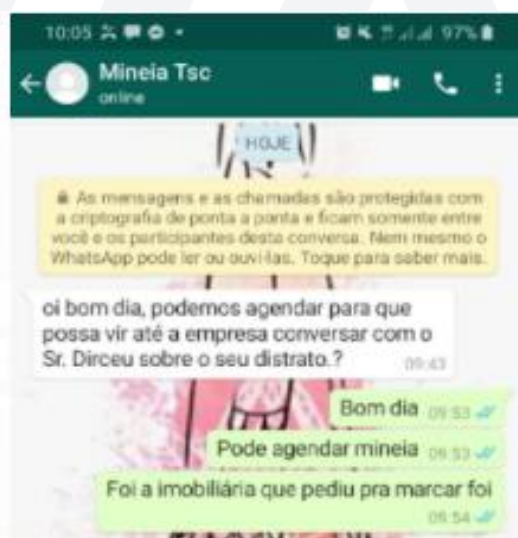 10:05
97%
Mineia Tsc
online
HOJE
As mensagens e as chamadas são protegidas com
a criptografia de ponta a ponta e ficam somente entre
você e os participantes desta conversa. Nem mesmo o
WhatsApp pode ler ou ouvi-las. Toque para saber mais.
oi bom dia, podemos agendar para que
possa vir até a empresa conversar com o
Sr. Dirceu sobre o seu distrato.?
09:43
Bom dia 09:53
Pode agendar mineia 09:53
Foi a imobiliária que pediu pra marcar foi
09:54